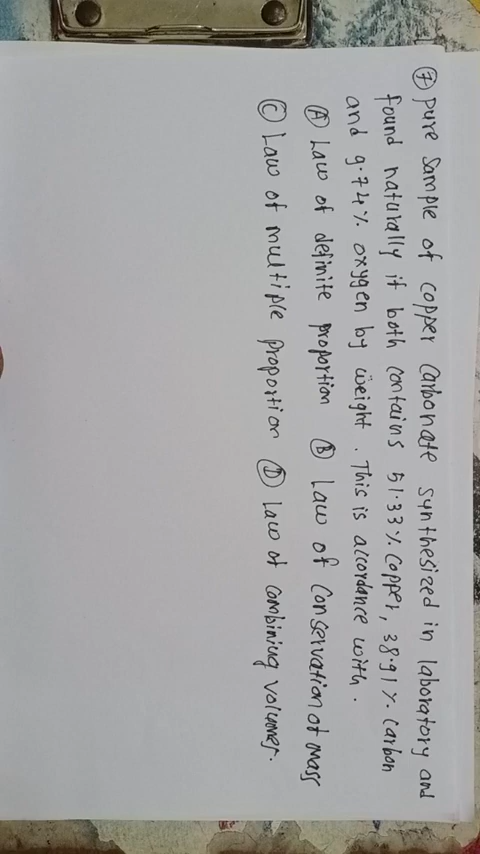 ⑦ pure sample of copper carbonate synthesized in laboratory and
found naturally if both contains 51.33% copper, 38.91% carbon
and 9.74% oxygen by weight. This is accordance with.
Ⓐ Law of definite proportion Ⓑ Law of conservation of mass
Ⓒ Law of multiple proportion Ⓓ Law of combining volumes.